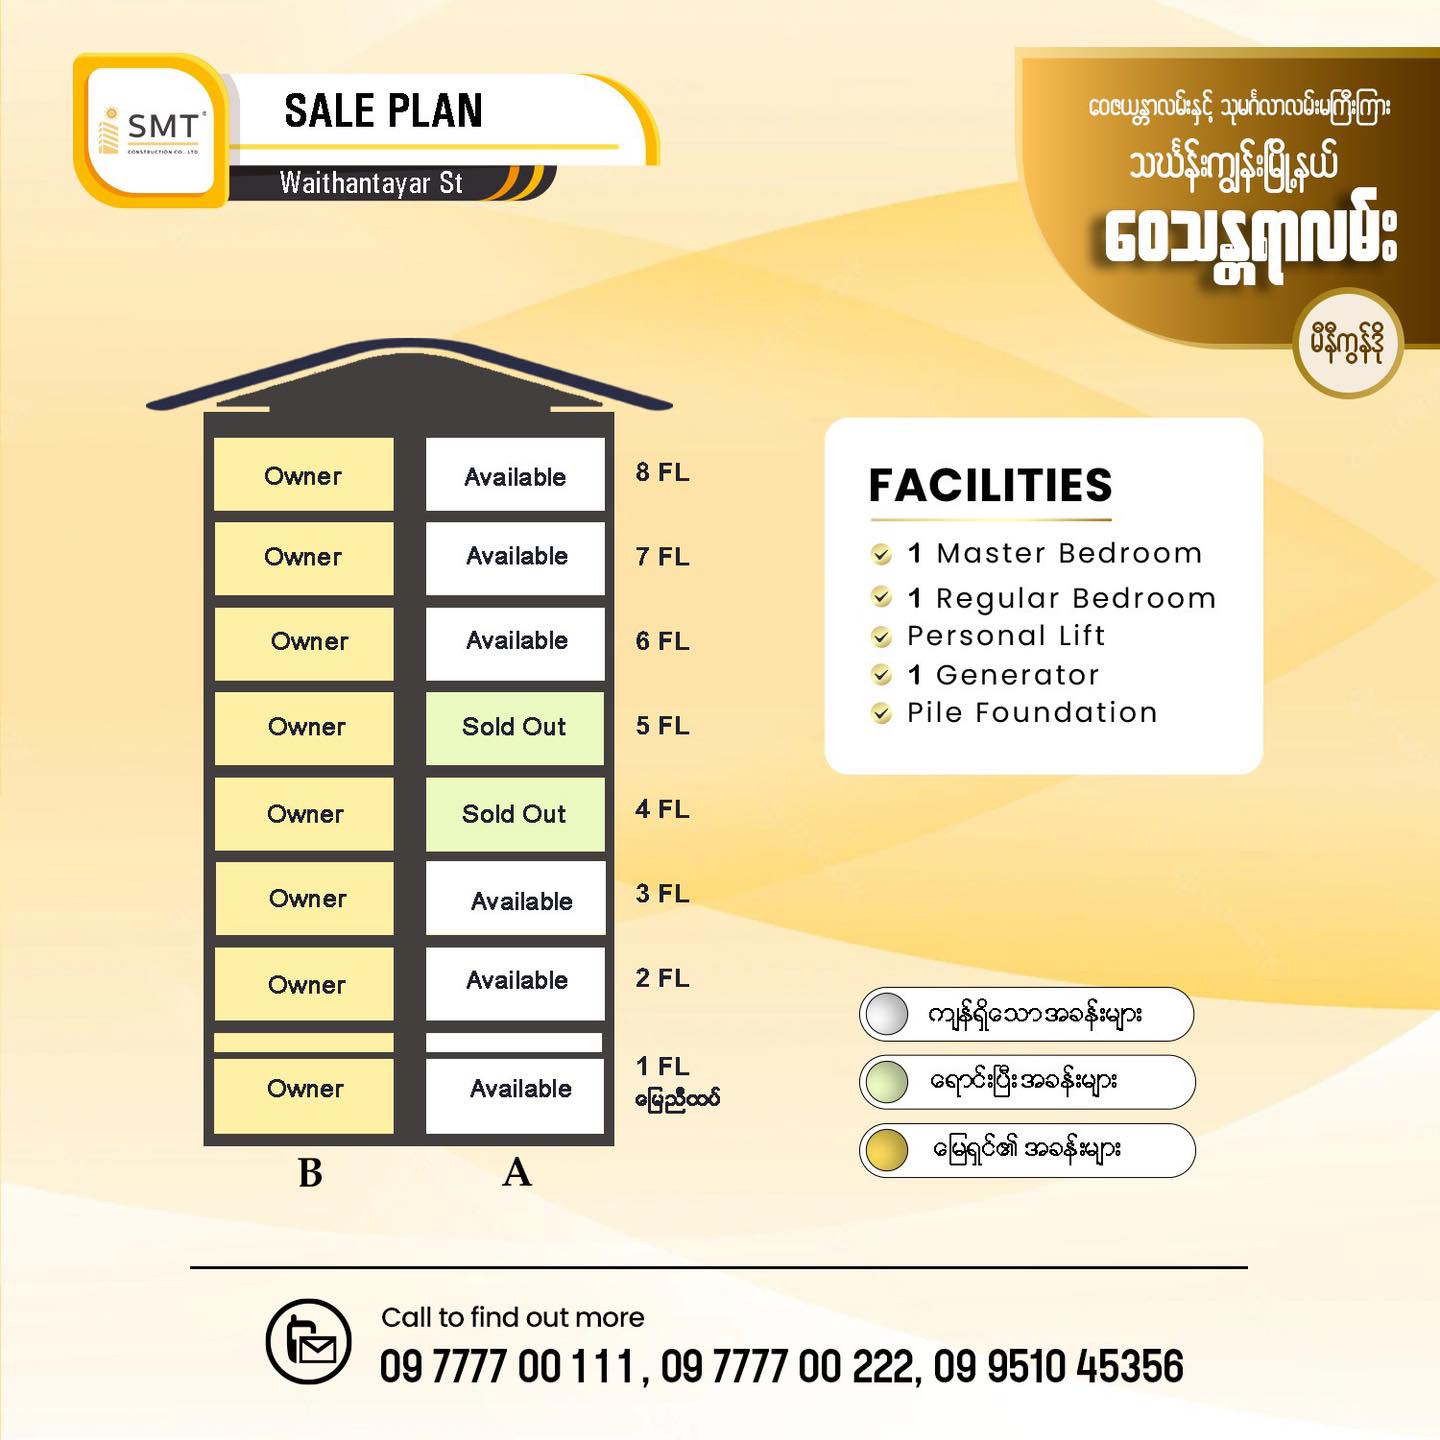 SMT
CONSTRUCTION CO., LTD
SALE PLAN
Waithantayar St
ဝေဇယန္တာလမ်းနှင့် သုမင်္ဂလာလမ်းမကြီးကြား
သင်္ဃန်းကျွန်းမြို့နယ်
ဝေသန္တရာလမ်း
မီနီကွန်ဒို
Owner Available 8 FL
Owner Available 7 FL
Owner Available 6 FL
Owner Sold Out 5 FL
Owner Sold Out 4 FL
Owner Available 3 FL
Owner Available 2 FL
Owner Available 1 FL
မြေညီထပ်
B A
FACILITIES
1 Master Bedroom
1 Regular Bedroom
Personal Lift
1 Generator
Pile Foundation
ကျန်ရှိသောအခန်းများ
ရောင်းပြီးအခန်းများ
မြေရှင်၏ အခန်းများ
Call to find out more
09 7777 00 111, 09 7777 00 222, 09 9510 45356